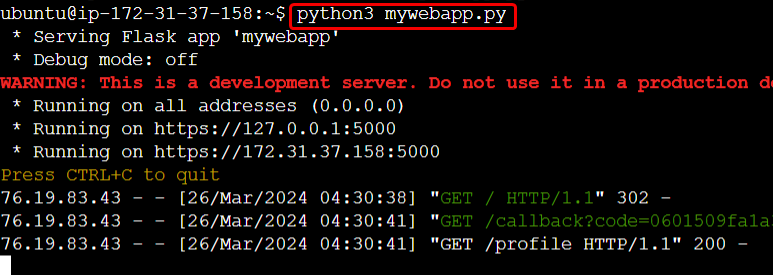 ubuntu@ip-172-31-37-158:~$ python3 mywebapp.py
* Serving Flask app 'mywebapp'
* Debug mode: off
WARNING: This is a development server. Do not use it in a production de
* Running on all addresses (0.0.0.0)
* Running on https://127.0.0.1:5000
* Running on https://172.31.37.158:5000
Press CTRL+C to quit
76.19.83.43 - - [26/Mar/2024 04:30:38] "GET / HTTP/1.1" 302 -
76.19.83.43 - - [26/Mar/2024 04:30:41] "GET /callback?code=0601509fa1a
76.19.83.43 - - [26/Mar/2024 04:30:41] "GET /profile HTTP/1.1" 200 -